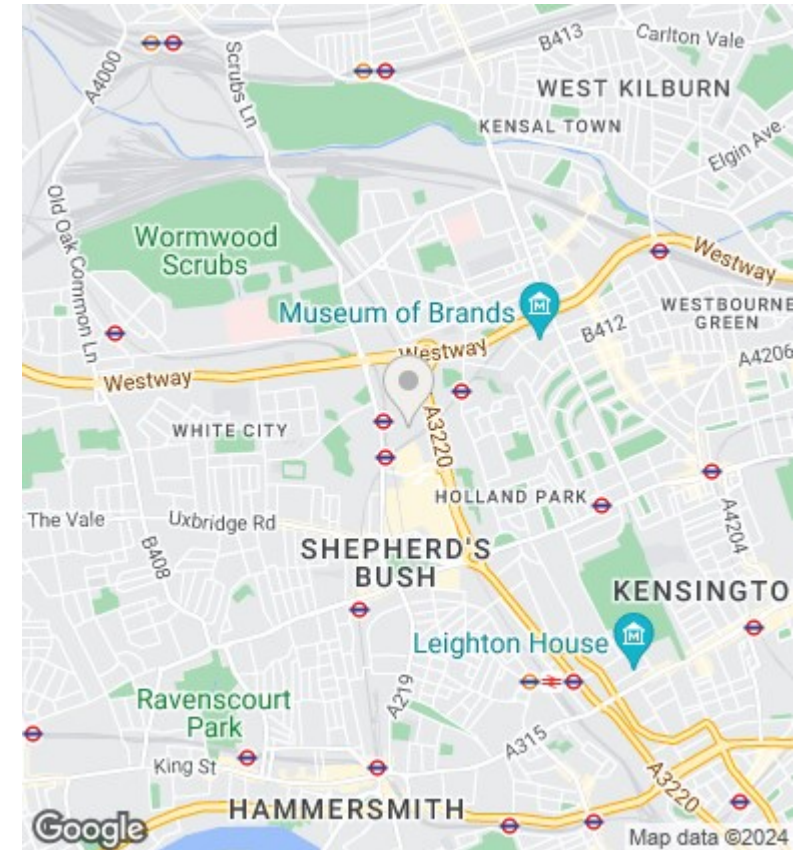 B413
Carlton Vale
A4000
Scrubs Ln
WEST KILBURN
KENSAL TOWN
Elgin Ave.
Old Oak Common Ln
Wormwood
Scrubs
Westway
Museum of Brands
WESTBOURNE
GREEN
B412
Westway
A4206
Westway
WHITE CITY
A3220
HOLLAND PARK
The Vale
Uxbridge Rd
A4204
B408
SHEPHERD'S
BUSH
KENSINGTO
Leighton House
A219
Ravenscourt
Park
A315
King St
A3220
HAMMERSMITH
Google
Map data ©2024